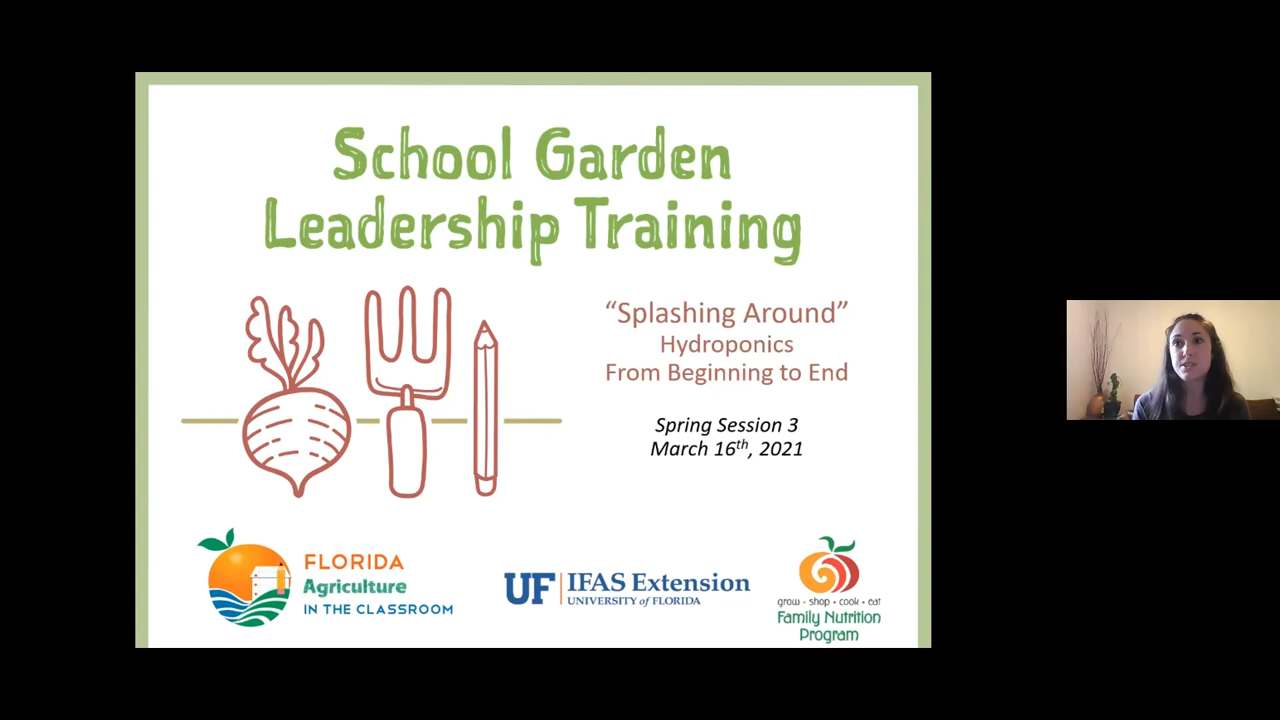 School Garden
Leadership Training
“Splashing Around”
Hydroponics
From Beginning to End
Spring Session 3
March 16th, 2021
FLORIDA
Agriculture
IN THE CLASSROOM
UF IFAS Extension
UNIVERSITY of FLORIDA
grow • shop • cook • eat
Family Nutrition
Program